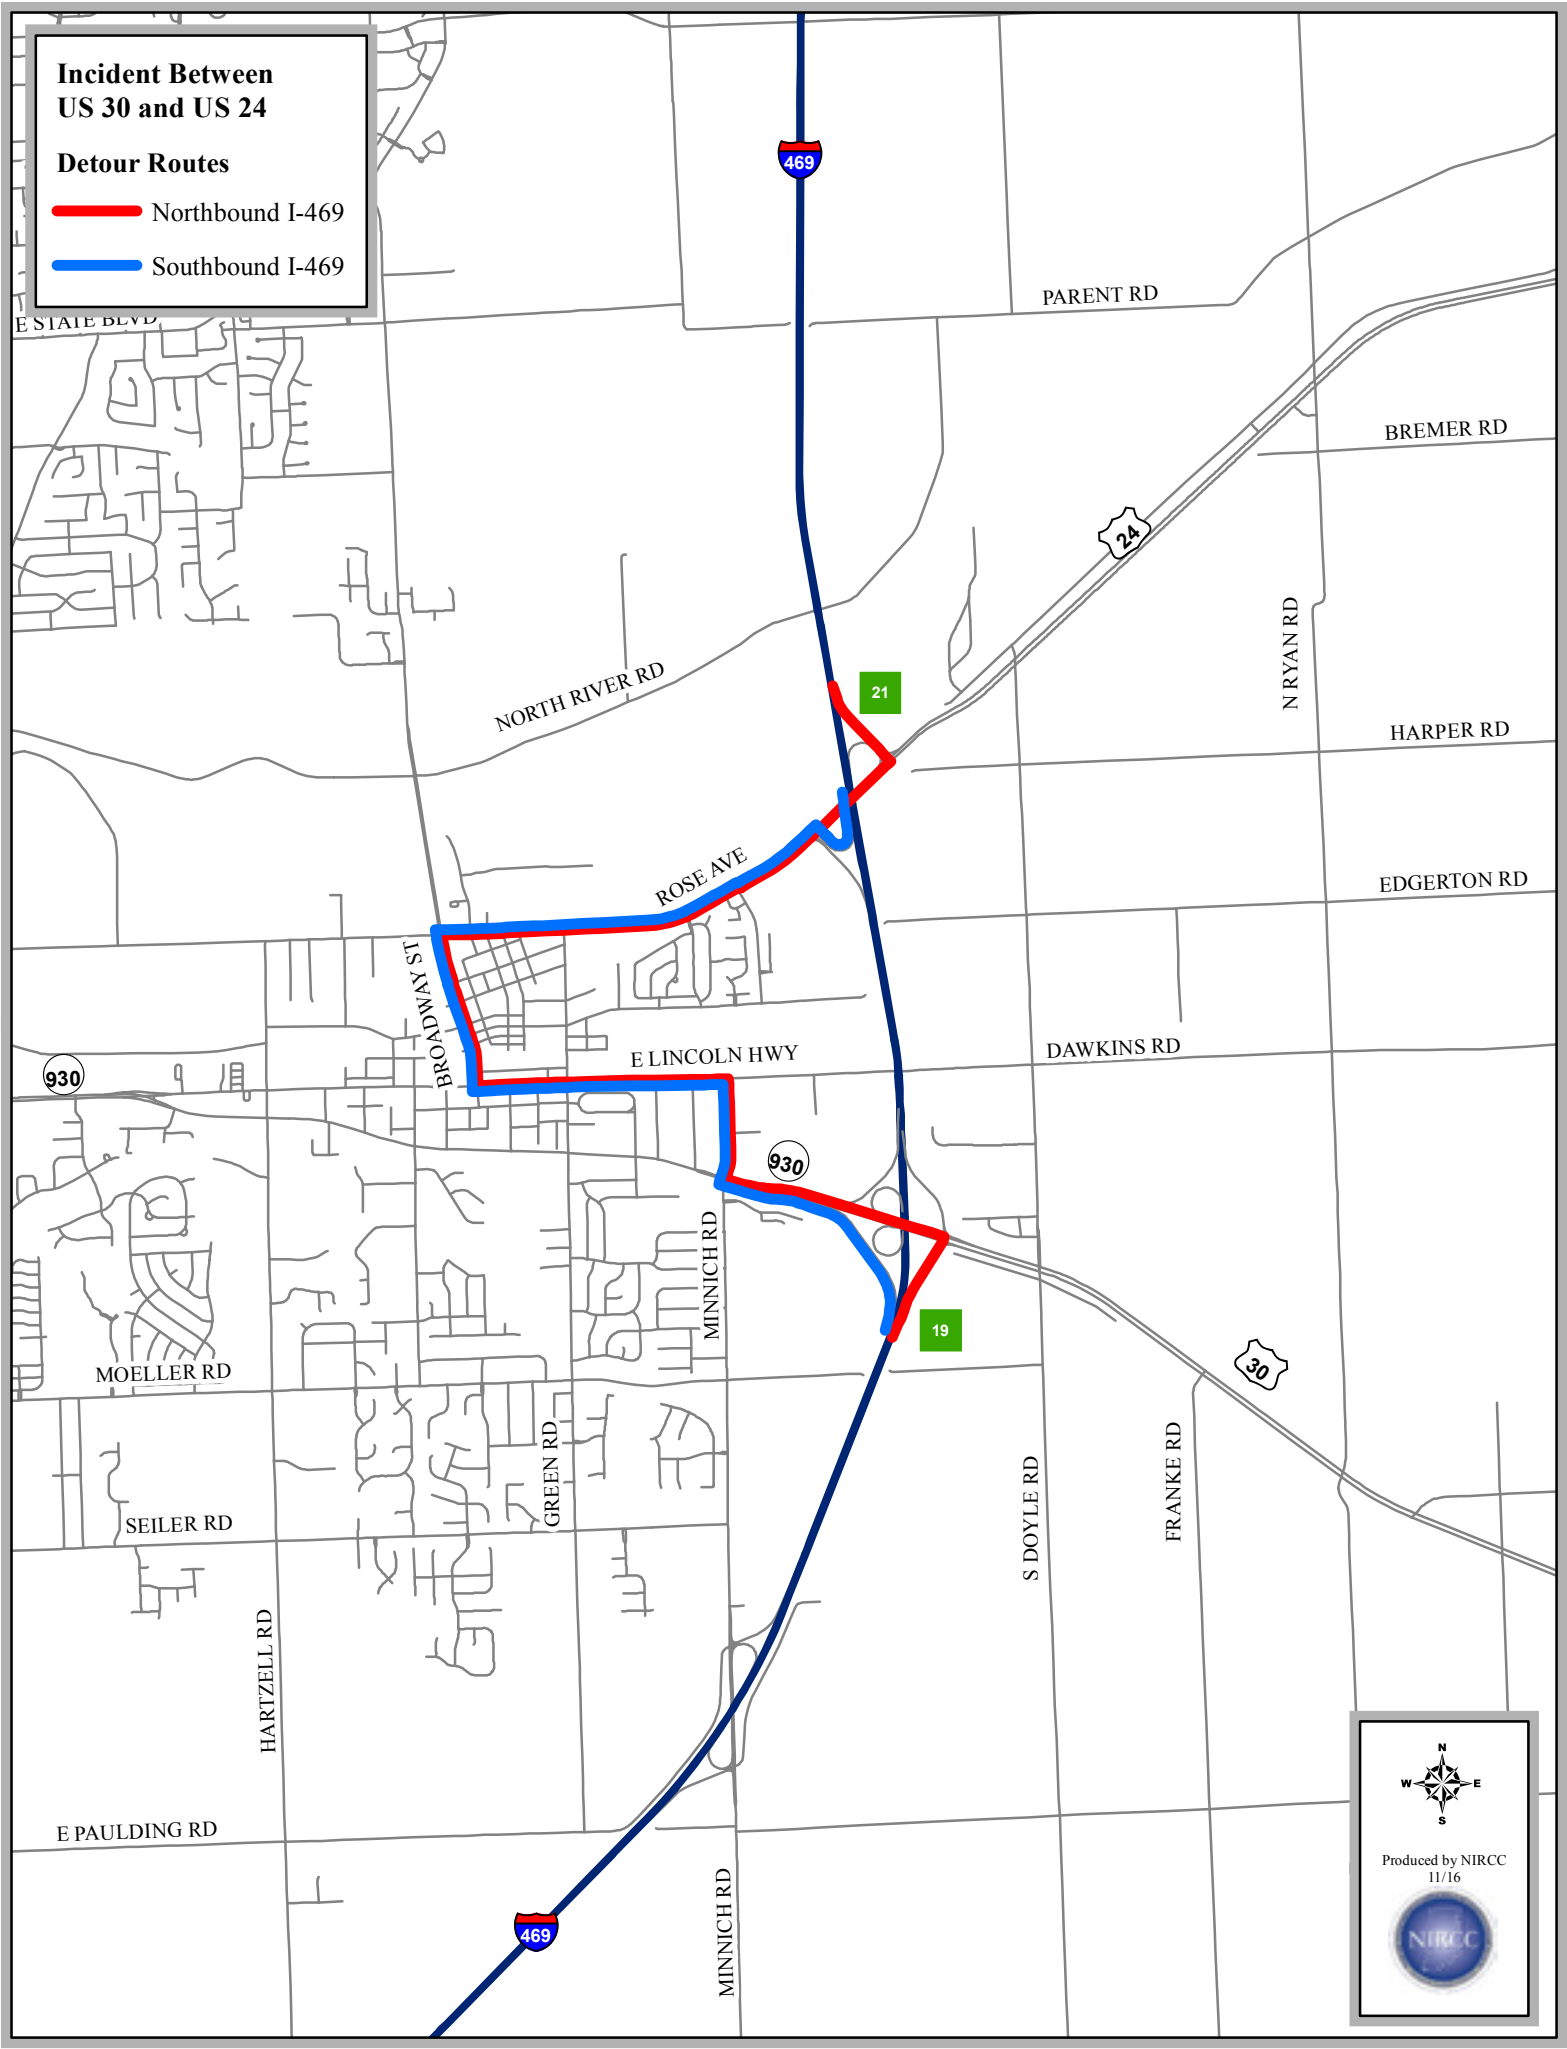 Incident Between
US 30 and US 24
Detour Routes
Northbound I-469
Southbound I-469
469
E STATE BLVD
PARENT RD
BREMER RD
24
N RYAN RD
NORTH RIVER RD
21
HARPER RD
ROSE AVE
EDGERTON RD
BROADWAY ST
E LINCOLN HWY
DAWKINS RD
930
930
MINNICH RD
19
30
MOELLER RD
GREEN RD
FRANKE RD
S DOYLE RD
SEILER RD
HARTZELL RD
E PAULDING RD
MINNICH RD
469
N
W E
S
Produced by NIRCC
11/16
NIRCC